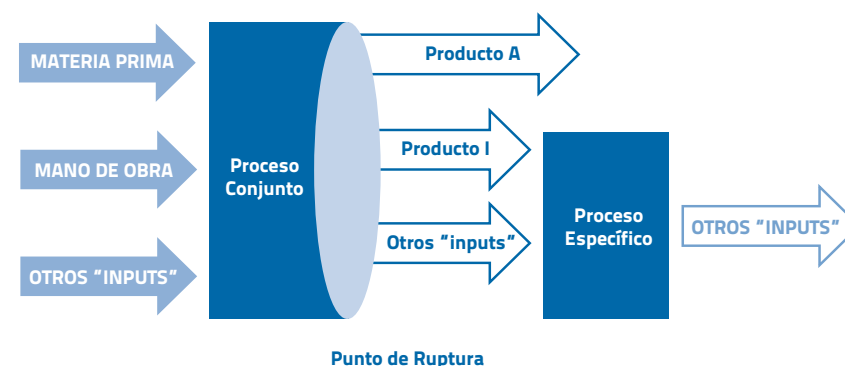 MATERIA PRIMA
MANO DE OBRA
OTROS "INPUTS"
Proceso
Conjunto
Producto A
Producto I
Otros "inputs"
Proceso
Específico
OTROS "INPUTS"
Punto de Ruptura